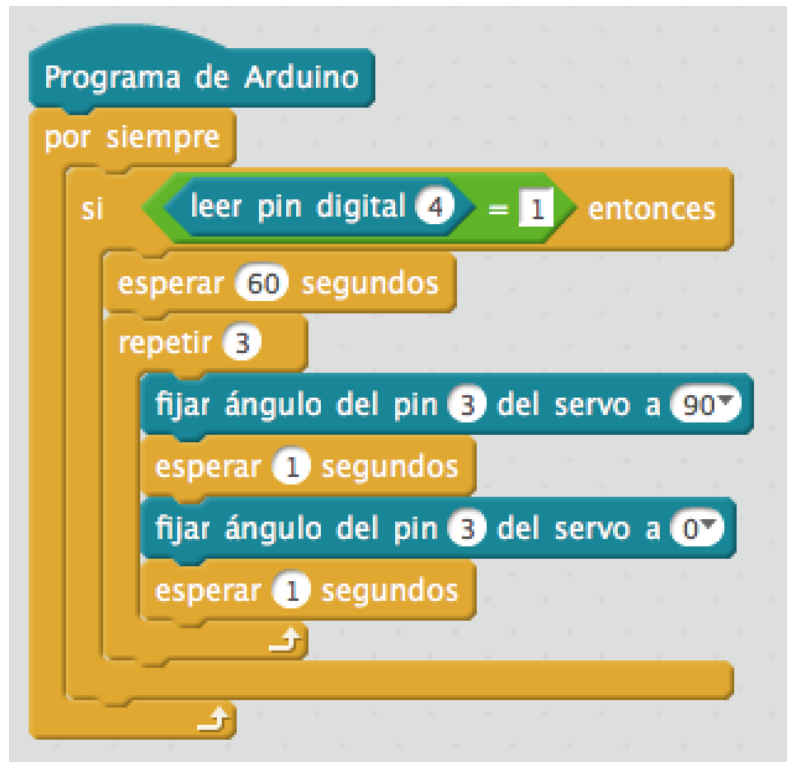 Programa de Arduino
por siempre
si leer pin digital 4 = 1 entonces
esperar 60 segundos
repetir 3
fijar ángulo del pin 3 del servo a 90
esperar 1 segundos
fijar ángulo del pin 3 del servo a 0
esperar 1 segundos